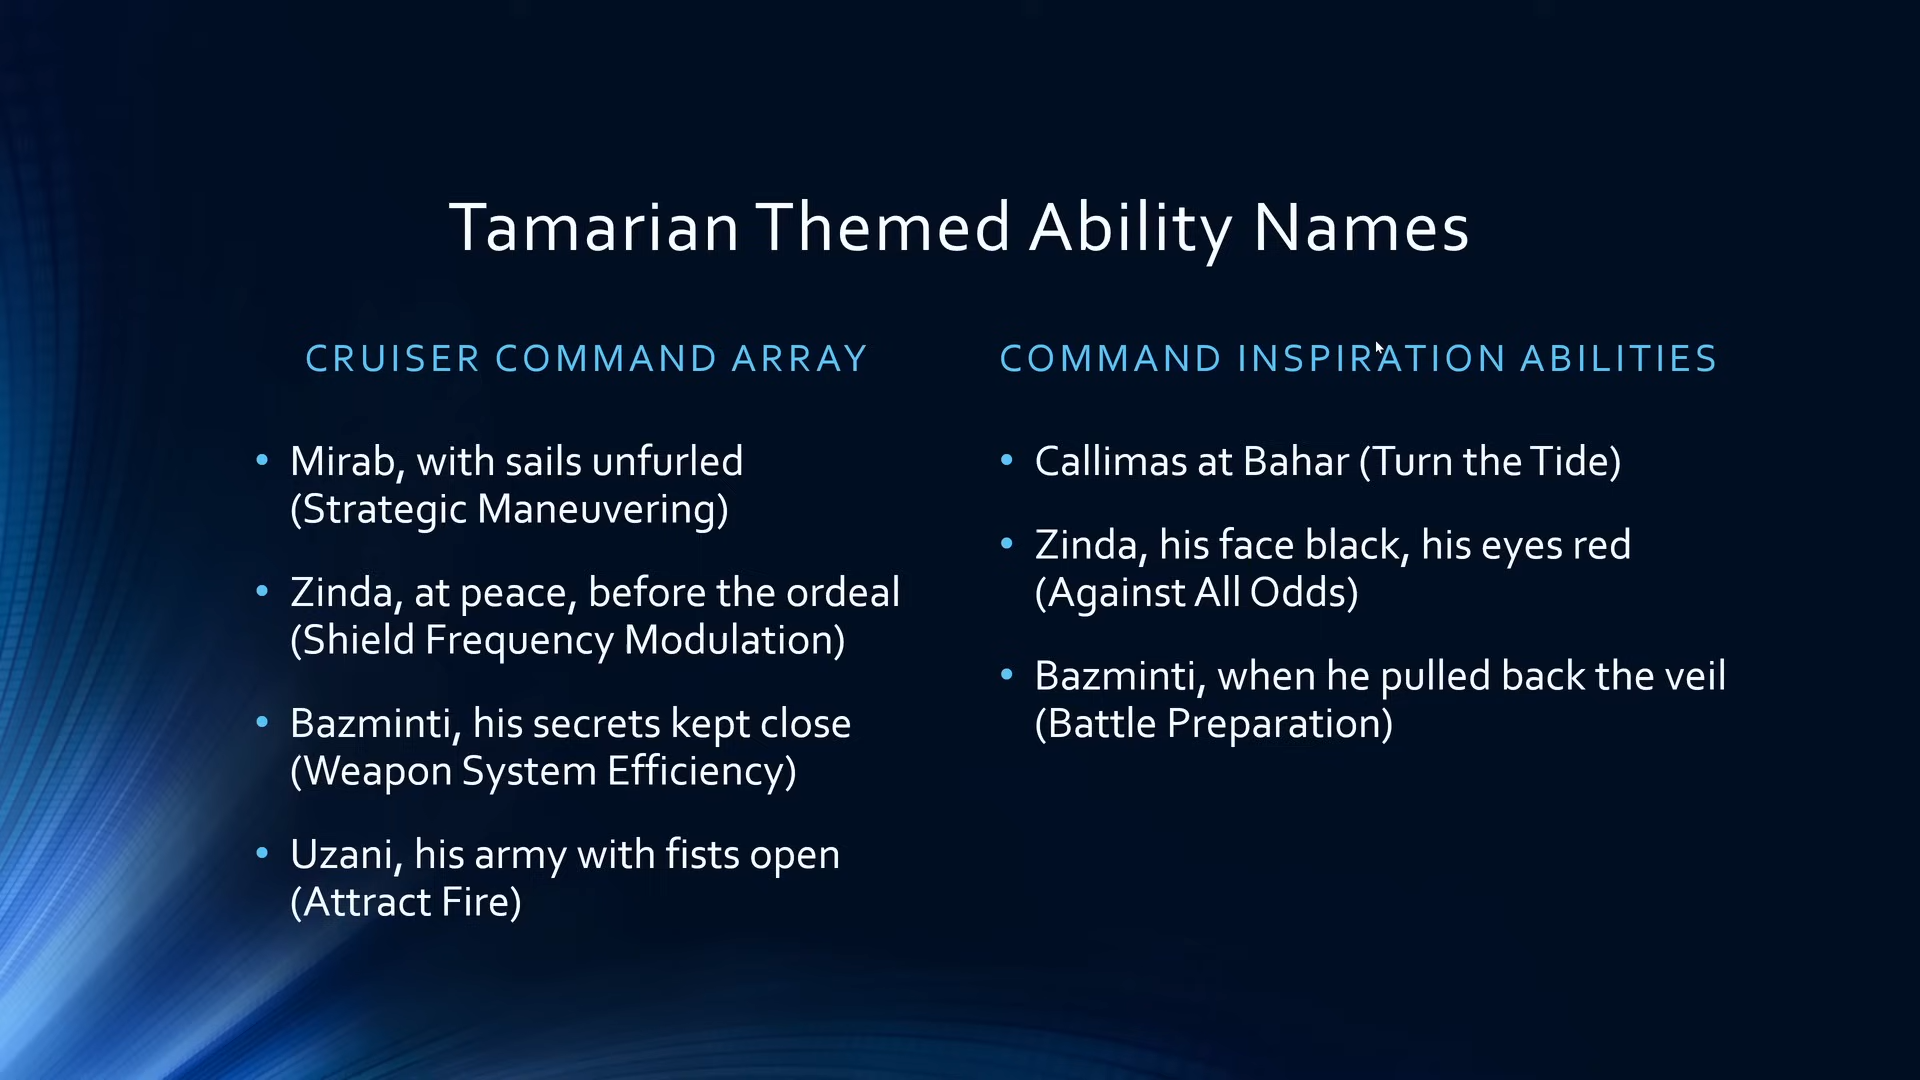 Tamarian Themed Ability Names
CRUISER COMMAND ARRAY
• Mirab, with sails unfurled
(Strategic Maneuvering)
• Zinda, at peace, before the ordeal
(Shield Frequency Modulation)
• Bazminti, his secrets kept close
(Weapon System Efficiency)
• Uzani, his army with fists open
(Attract Fire)
COMMAND INSPIRATION ABILITIES
• Callimas at Bahar (Turn the Tide)
• Zinda, his face black, his eyes red
(Against All Odds)
• Bazminti, when he pulled back the veil
(Battle Preparation)